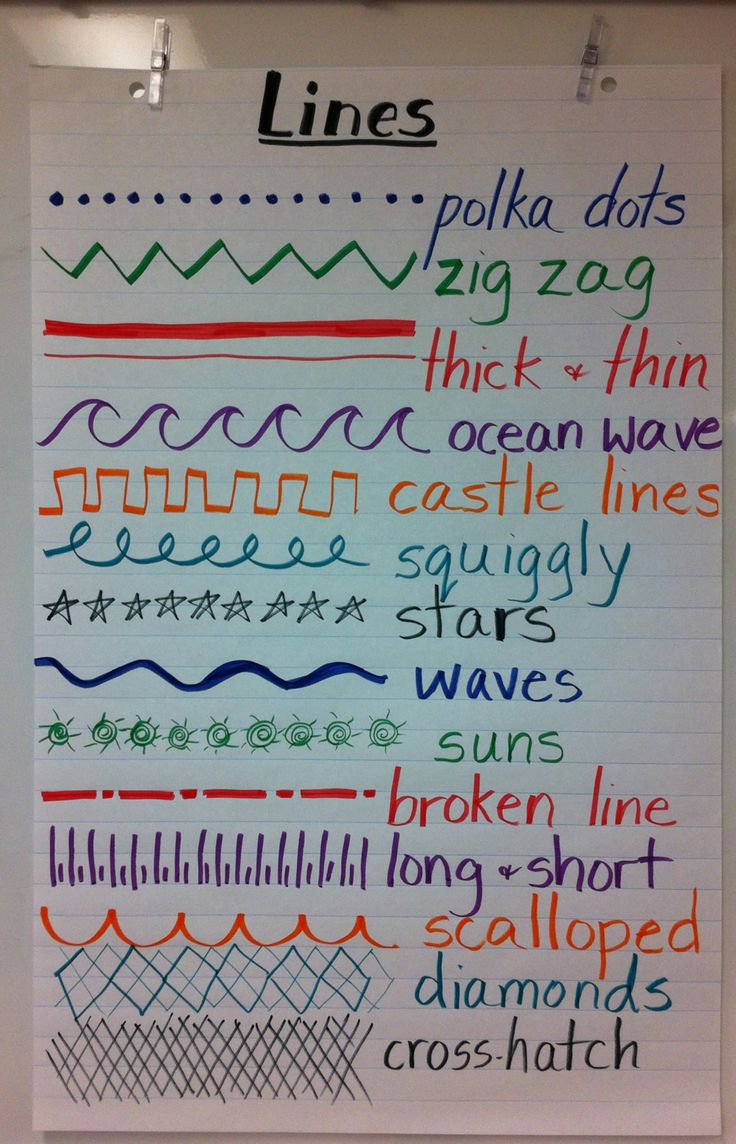 Lines
polka dots
zig zag
thick & thin
ocean wave
castle lines
squiggly
stars
waves
suns
broken line
long & short
scalloped
diamonds
cross-hatch